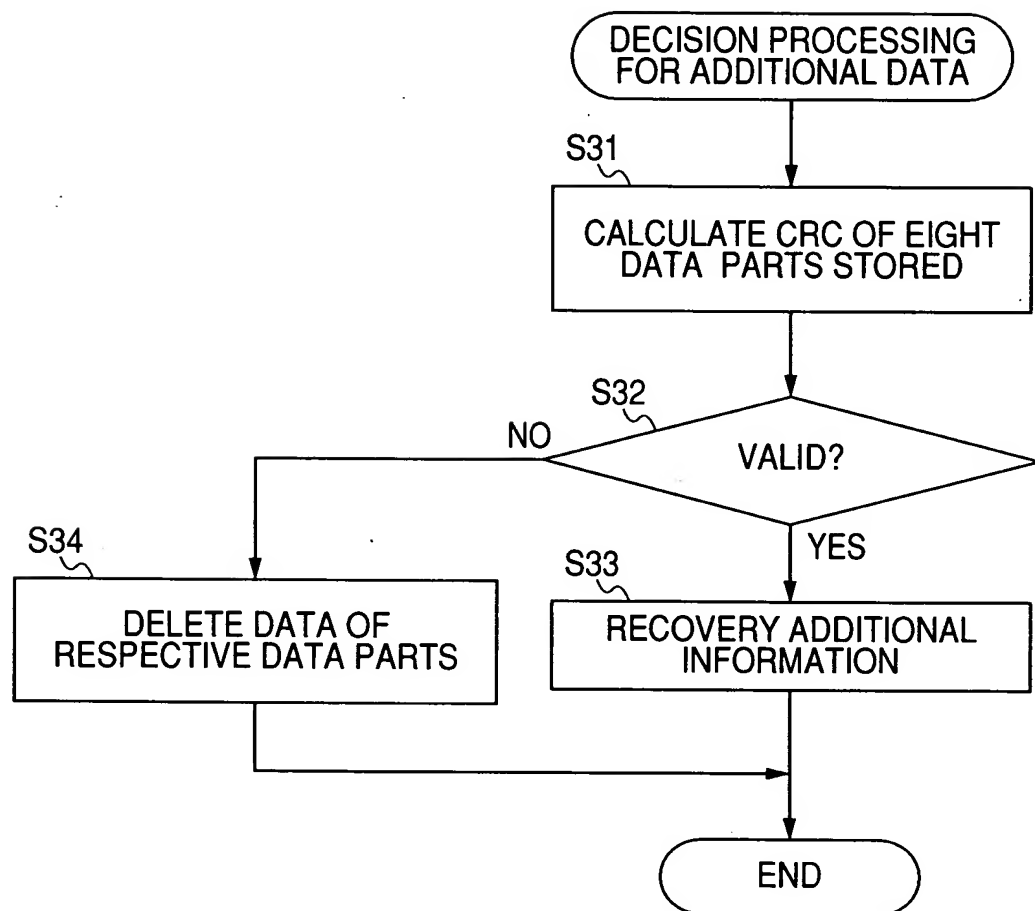 DECISION PROCESSING
FOR ADDITIONAL DATA
S31
CALCULATE CRC OF EIGHT
DATA PARTS STORED
S32
NO
VALID?
YES
S34
S33
DELETE DATA OF
RESPECTIVE DATA PARTS
RECOVERY ADDITIONAL
INFORMATION
END